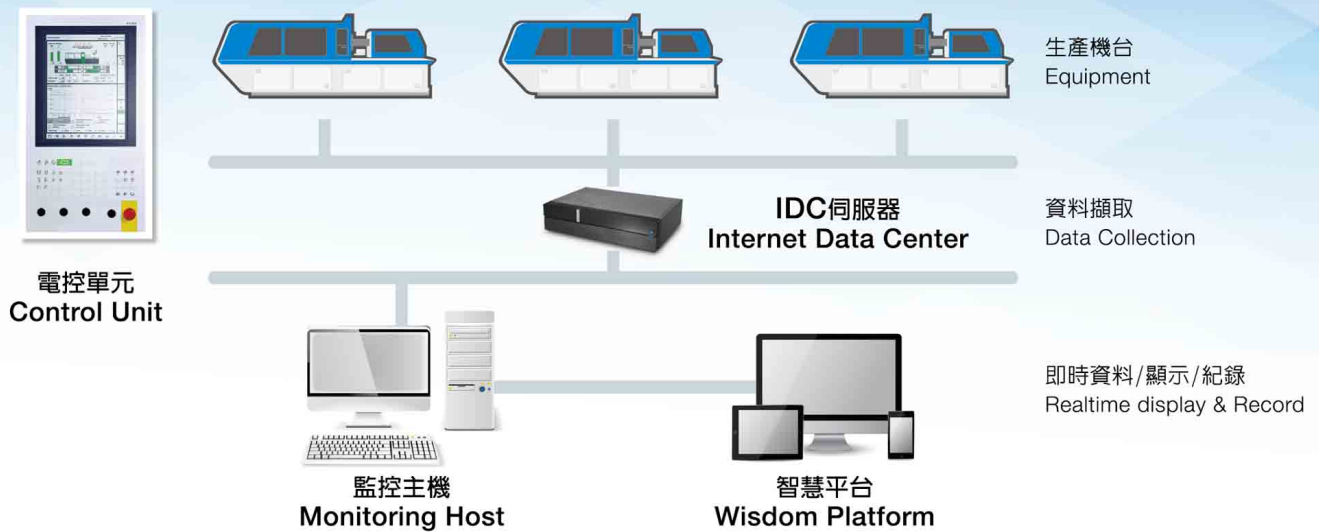 生產機台
Equipment
IDC伺服器
Internet Data Center
資料擷取
Data Collection
電控單元
Control Unit
即時資料/顯示/紀錄
Realtime display & Record
監控主機
Monitoring Host
智慧平台
Wisdom Platform